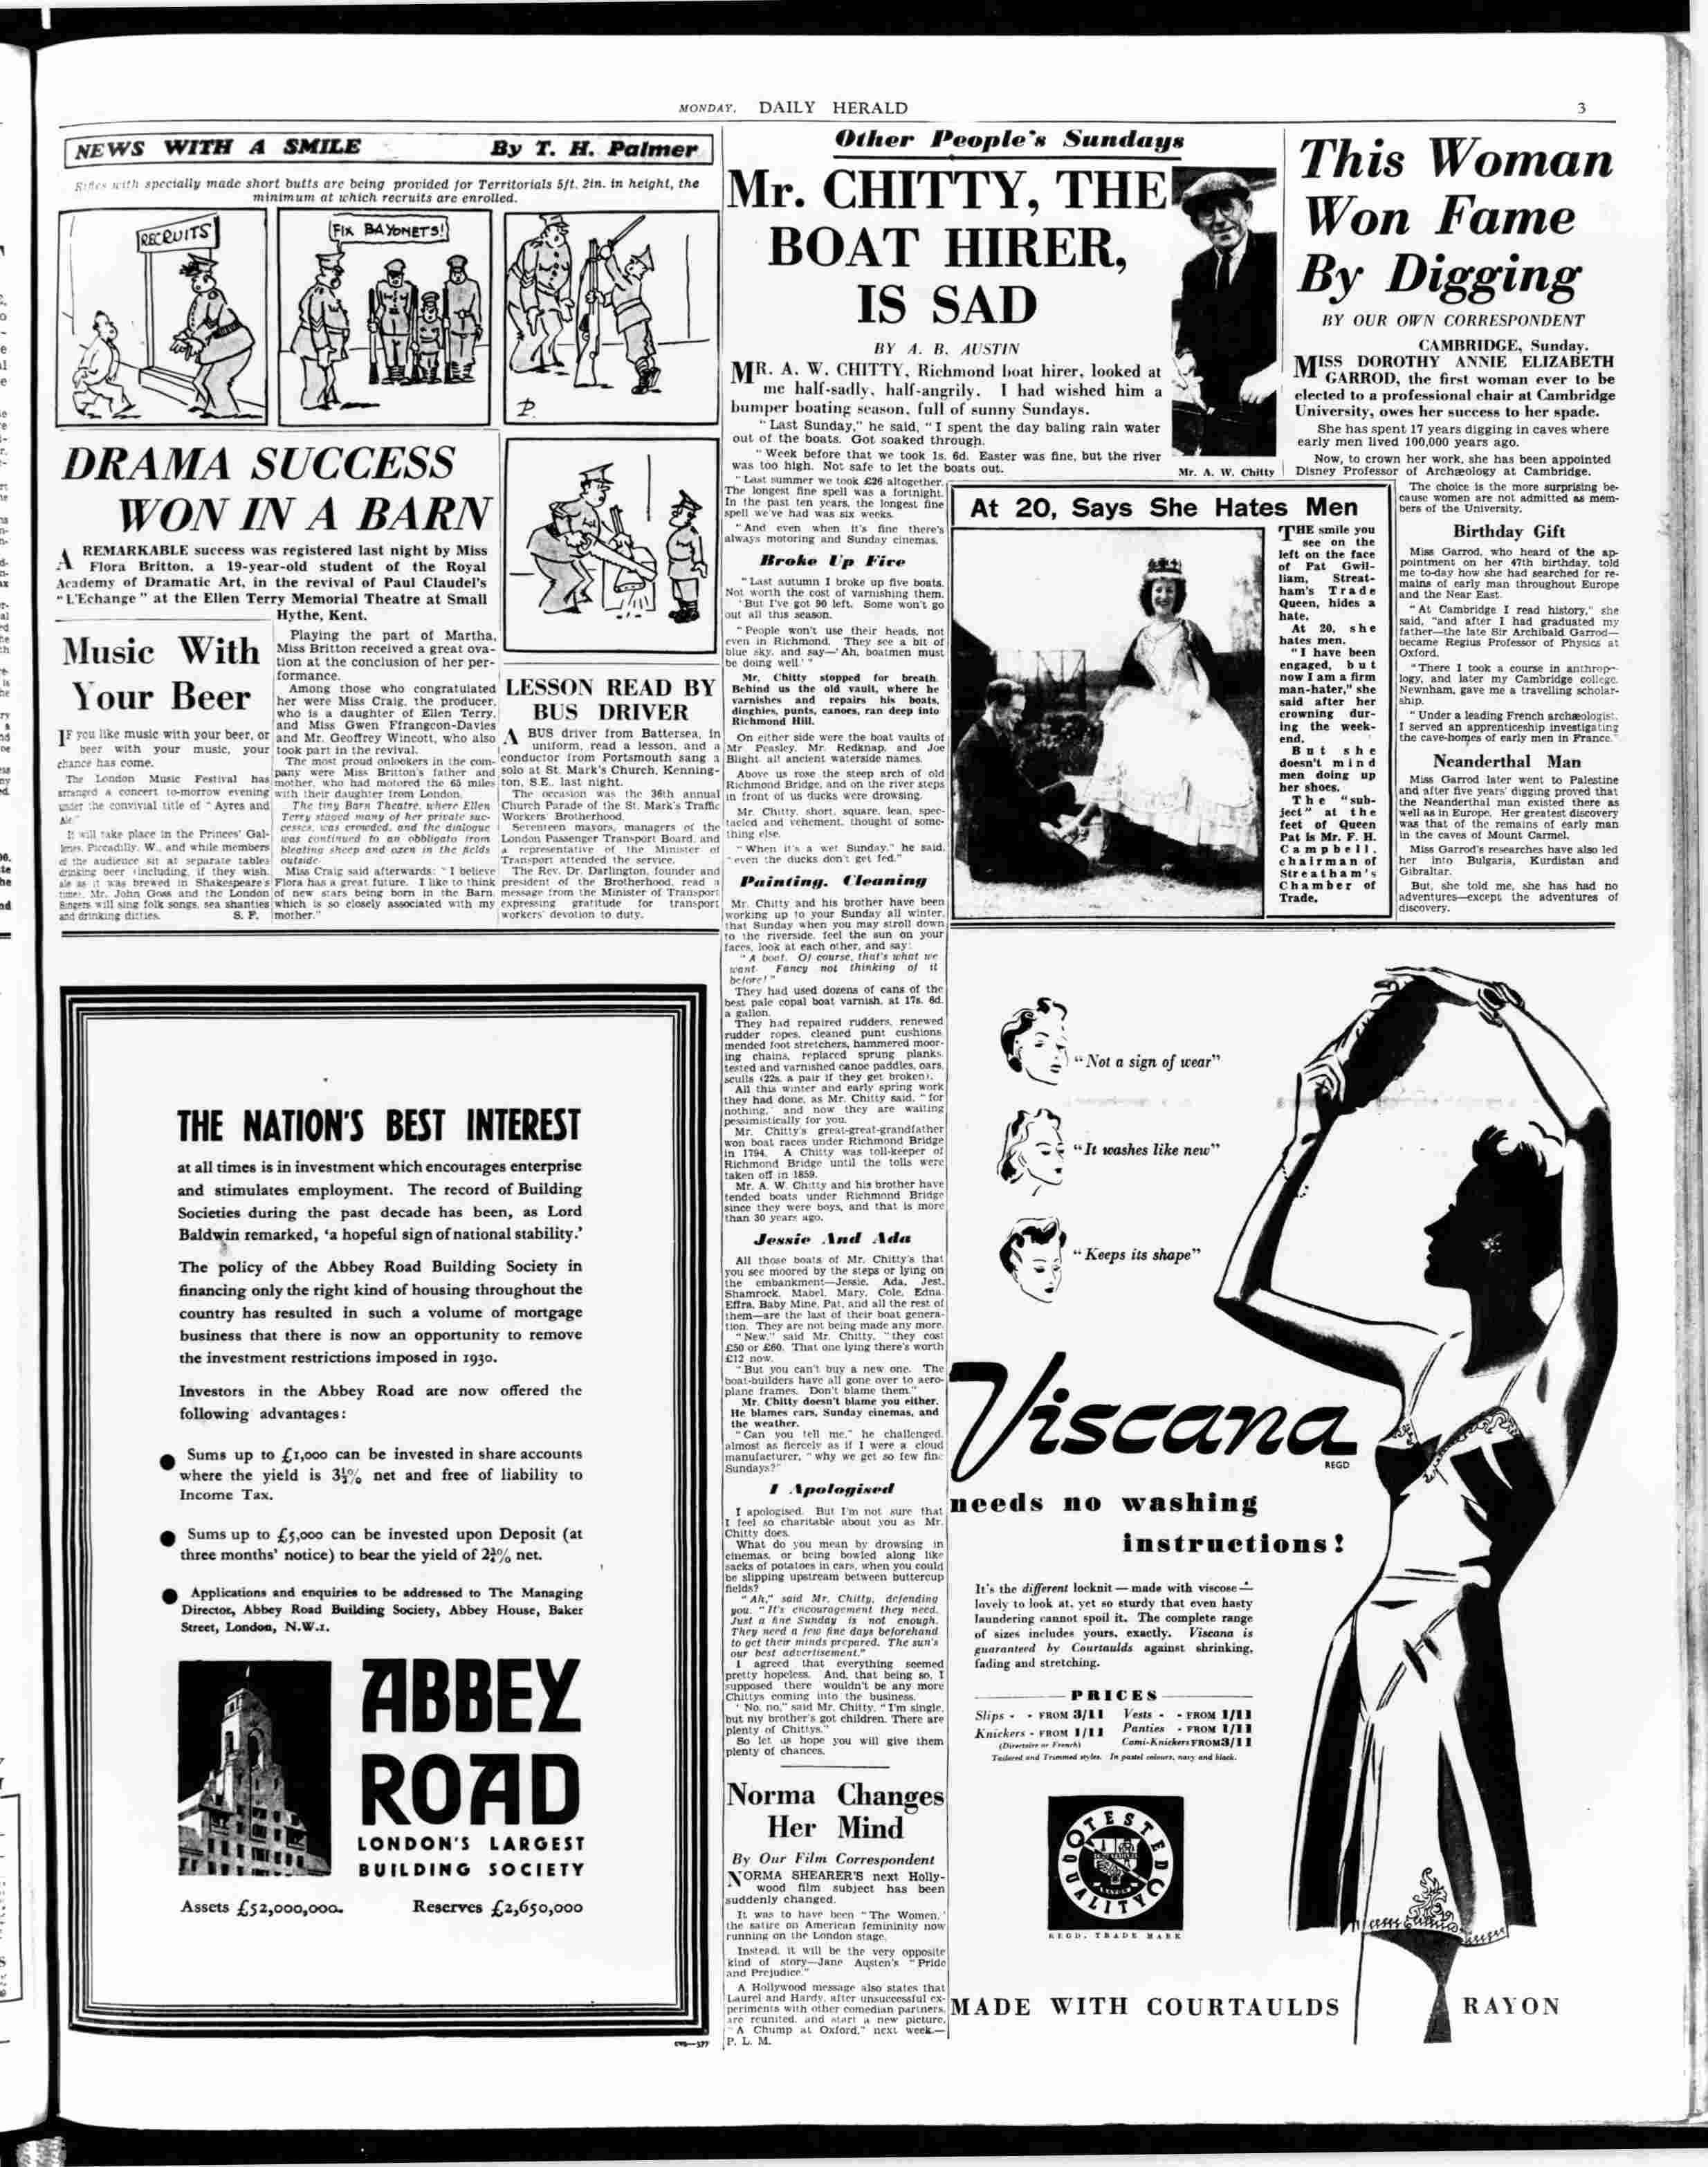 MONDAY, DAILY HERALD 3
NEWS WITH A SMILE By T. H. Palmer
Rifles with specially made short butts are being provided for Territorials 5/ft. 2in. in height, the
minimum at which recruits are enrolled.
RECRUITS
FIX BAYONETS!
P.
DRAMA SUCCESS
WON IN A BARN
A REMARKABLE success was registered last night by Miss
Flora Britton, a 19-year-old student of the Royal
Academy of Dramatic Art, in the revival of Paul Claudel's
"L'Echange" at the Ellen Terry Memorial Theatre at Small
Hythe, Kent.
Playing the part of Martha,
Miss Britton received a great ova-
tion at the conclusion of her per-
formance.
Among those who congratulated
her were Miss Craig, the producer,
who is a daughter of Ellen Terry,
and Miss Gwen Ffrangcon-Davies
and Mr. Geoffrey Wincott, who also
took part in the revival.
The most proud onlookers in the com-
pany were Miss Britton's father and
mother, who had motored the 65 miles
with their daughter from London.
The tiny Barn Theatre, where Ellen
Terry staged many of her private suc-
cesses, was crowded, and the dialogue
was continued to an obbligato from
bleating sheep and oxen in the fields
outside.
Miss Craig said afterwards: "I believe
Flora has a great future. I like to think
of new stars being born in the Barn,
which is so closely associated with my
mother."
Music With
Your Beer
IF you like music with your beer, or
beer with your music, your
chance has come.
The London Music Festival has
arranged a concert to-morrow evening
under the convivial title of "Ayres and
Ale."
It will take place in the Princes' Gal-
leries, Piccadilly, W., and while members
of the audience sit at separate tables
drinking beer (including, if they wish,
ale as it was brewed in Shakespeare's
time) Mr. John Goss and the London
Singers will sing folk songs, sea shanties
and drinking ditties. S. F.
LESSON READ BY
BUS DRIVER
A BUS driver from Battersea, in
uniform, read a lesson, and a
conductor from Portsmouth sang a
solo at St. Mark's Church, Kenning-
ton, S.E., last night.
The occasion was the 36th annual
Church Parade of the St. Mark's Traffic
Workers' Brotherhood.
Seventeen mayors, managers of the
London Passenger Transport Board, and
a representative of the Minister of
Transport attended the service.
The Rev. Dr. Darlington, founder and
president of the Brotherhood, read a
message from the Minister of Transport
expressing gratitude for transport
workers' devotion to duty.
THE NATION'S BEST INTEREST
at all times is in investment which encourages enterprise
and stimulates employment. The record of Building
Societies during the past decade has been, as Lord
Baldwin remarked, 'a hopeful sign of national stability.'
The policy of the Abbey Road Building Society in
financing only the right kind of housing throughout the
country has resulted in such a volume of mortgage
business that there is now an opportunity to remove
the investment restrictions imposed in 1930.
Investors in the Abbey Road are now offered the
following advantages:
● Sums up to £1,000 can be invested in share accounts
where the yield is 3½% net and free of liability to
Income Tax.
● Sums up to £5,000 can be invested upon Deposit (at
three months' notice) to bear the yield of 2¾% net.
● Applications and enquiries to be addressed to The Managing
Director, Abbey Road Building Society, Abbey House, Baker
Street, London, N.W.1.
ABBEY
ROAD
LONDON'S LARGEST
BUILDING SOCIETY
Assets £52,000,000. Reserves £2,650,000
Other People's Sundays
Mr. CHITTY, THE
BOAT HIRER,
IS SAD
BY A. B. AUSTIN
MR. A. W. CHITTY, Richmond boat hirer, looked at
me half-sadly, half-angrily. I had wished him a
bumper boating season, full of sunny Sundays.
"Last Sunday," he said, "I spent the day baling rain water
out of the boats. Got soaked through.
"Week before that we took 1s. 6d. Easter was fine, but the river
was too high. Not safe to let the boats out.
Mr. A. W. Chitty
"Last summer we took £26 altogether.
The longest fine spell was a fortnight.
In the past ten years, the longest fine
spell we've had was six weeks.
"And even when it's fine there's
always motoring and Sunday cinemas.
Broke Up Five
"Last autumn I broke up five boats.
Not worth the cost of varnishing them.
"But I've got 90 left. Some won't go
out all this season.
"People won't use their heads, not
even in Richmond. They see a bit of
blue sky, and say—'Ah, boatmen must
be doing well.'"
Mr. Chitty stopped for breath.
Behind us the old vault, where he
varnishes and repairs his boats,
dinghies, punts, canoes, ran deep into
Richmond Hill.
On either side were the boat vaults of
Mr. Peasley, Mr. Redknap, and Joe
Blight all ancient waterside names.
Above us rose the steep arch of old
Richmond Bridge, and on the river steps
in front of us ducks were drowsing.
Mr. Chitty, short, square, lean, spec-
tacled and vehement, thought of some-
thing else.
"When it's a wet Sunday," he said,
"even the ducks don't get fed."
Painting, Cleaning
Mr. Chitty and his brother have been
working up to your Sunday all winter,
that Sunday when you may stroll down
to the riverside, feel the sun on your
faces, look at each other, and say:
"A boat. Of course, that's what we
want. Fancy not thinking of it
before!"
They had used dozens of cans of the
best pale copal boat varnish, at 17s. 6d.
a gallon.
They had repaired rudders, renewed
rudder ropes, cleaned punt cushions,
mended foot stretchers, hammered moor-
ing chains, replaced sprung planks,
tested and varnished canoe paddles, oars,
sculls (22s. a pair if they get broken).
All this winter and early spring work
they had done, as Mr. Chitty said, "for
nothing," and now they are waiting
pessimistically for you.
Mr. Chitty's great-great-grandfather
won boat races under Richmond Bridge
in 1794. A Chitty was toll-keeper of
Richmond Bridge until the tolls were
taken off in 1859.
Mr. A. W. Chitty and his brother have
tended boats under Richmond Bridge
since they were boys, and that is more
than 30 years ago.
Jessie And Ada
All those boats of Mr. Chitty's that
you see moored by the steps or lying on
the embankment—Jessie, Ada, Jest,
Shamrock, Mabel, Mary, Cole, Edna,
Effra, Baby Mine, Pat, and all the rest of
them—are the last of their boat genera-
tion. They are not being made any more.
"New," said Mr. Chitty, "they cost
£50 or £60. That one lying there's worth
£12 now.
"But you can't buy a new one. The
boat-builders have all gone over to aero-
plane frames. Don't blame them."
Mr. Chitty doesn't blame you either.
He blames cars, Sunday cinemas, and
the weather.
"Can you tell me," he challenged,
almost as fiercely as if I were a cloud
manufacturer, "why we get so few fine
Sundays?"
I Apologised
I apologised. But I'm not sure that
I feel so charitable about you as Mr.
Chitty does.
What do you mean by drowsing in
cinemas, or being bowled along like
sacks of potatoes in cars, when you could
be slipping upstream between buttercup
fields?
"Ah," said Mr. Chitty, defending
you. "It's encouragement they need.
Just a fine Sunday is not enough.
They need a few fine days beforehand
to get their minds prepared. The sun's
our best advertisement."
I agreed that everything seemed
pretty hopeless. And, that being so, I
supposed there wouldn't be any more
Chittys coming into the business.
"No, no," said Mr. Chitty. "I'm single,
but my brother's got children. There are
plenty of Chittys."
So let us hope you will give them
plenty of chances.
Norma Changes
Her Mind
By Our Film Correspondent
NORMA SHEARER'S next Holly-
wood film subject has been
suddenly changed.
It was to have been "The Women,"
the satire on American femininity now
running on the London stage.
Instead, it will be the very opposite
kind of story—Jane Austen's "Pride
and Prejudice."
A Hollywood message also states that
Laurel and Hardy, after unsuccessful ex-
periments with other comedian partners,
are reunited, and start a new picture,
"A Chump at Oxford," next week.—
P. L. M.
At 20, Says She Hates Men
THE smile you
see on the
left on the face
of Pat Gwil-
liam, Streat-
ham's Trade
Queen, hides a
hate.
At 20, she
hates men.
"I have been
engaged, but
now I am a firm
man-hater," she
said after her
crowning dur-
ing the week-
end.
But she
doesn't mind
men doing up
her shoes.
The "sub-
ject" at the
feet of Queen
Pat is Mr. F. H.
Campbell,
chairman of
Streatham's
Chamber of
Trade.
This Woman
Won Fame
By Digging
BY OUR OWN CORRESPONDENT
CAMBRIDGE, Sunday.
MISS DOROTHY ANNIE ELIZABETH
GARROD, the first woman ever to be
elected to a professional chair at Cambridge
University, owes her success to her spade.
She has spent 17 years digging in caves where
early men lived 100,000 years ago.
Now, to crown her work, she has been appointed
Disney Professor of Archæology at Cambridge.
The choice is the more surprising be-
cause women are not admitted as mem-
bers of the University.
Birthday Gift
Miss Garrod, who heard of the ap-
pointment on her 47th birthday, told
me to-day how she had searched for re-
mains of early man throughout Europe
and the Near East.
"At Cambridge I read history," she
said, "and after I had graduated my
father—the late Sir Archibald Garrod—
became Regius Professor of Physics at
Oxford.
"There I took a course in anthropo-
logy, and later my Cambridge college,
Newnham, gave me a travelling scholar-
ship.
"Under a leading French archæologist,
I served an apprenticeship investigating
the cave-homes of early men in France."
Neanderthal Man
Miss Garrod later went to Palestine
and after five years' digging proved that
the Neanderthal man existed there as
well as in Europe. Her greatest discovery
was that of the remains of early man
in the caves of Mount Carmel.
Miss Garrod's researches have also led
her into Bulgaria, Kurdistan and
Gibraltar.
But, she told me, she has had no
adventures—except the adventures of
discovery.
"Not a sign of wear"
"It washes like new"
"Keeps its shape"
Viscana
REGD
needs no washing
instructions!
It's the different locknit—made with viscose—
lovely to look at, yet so sturdy that even hasty
laundering cannot spoil it. The complete range
of sizes includes yours, exactly. Viscana is
guaranteed by Courtaulds against shrinking,
fading and stretching.
PRICES
Slips - - FROM 3/11 Vests - - FROM 1/11
Knickers - FROM 1/11 Panties - FROM 1/11
(Directoire or French) Cami-Knickers FROM 3/11
Tailored and Trimmed styles. In pastel colours, navy and black.
TESTED QUALITY
REGD. TRADE MARK
MADE WITH COURTAULDS RAYON